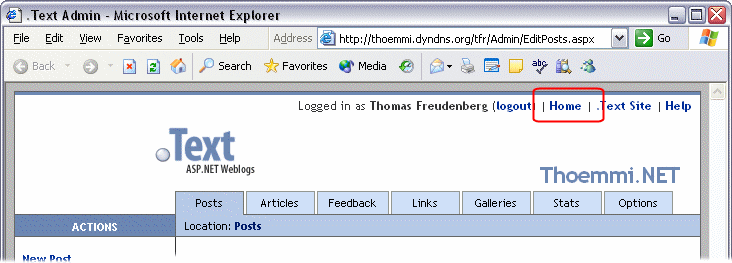 .Text Admin - Microsoft Internet Explorer
File Edit View Favorites Tools Help Address http://thoemmi.dyndns.org/tfr/Admin/EditPosts.aspx Go
Back Search Favorites Media
Logged in as Thomas Freudenberg (logout) | Home | .Text Site | Help
.Text
ASP.NET Weblogs
Thoemmi.NET
Posts Articles Feedback Links Galleries Stats Options
ACTIONS Location: Posts
New Post